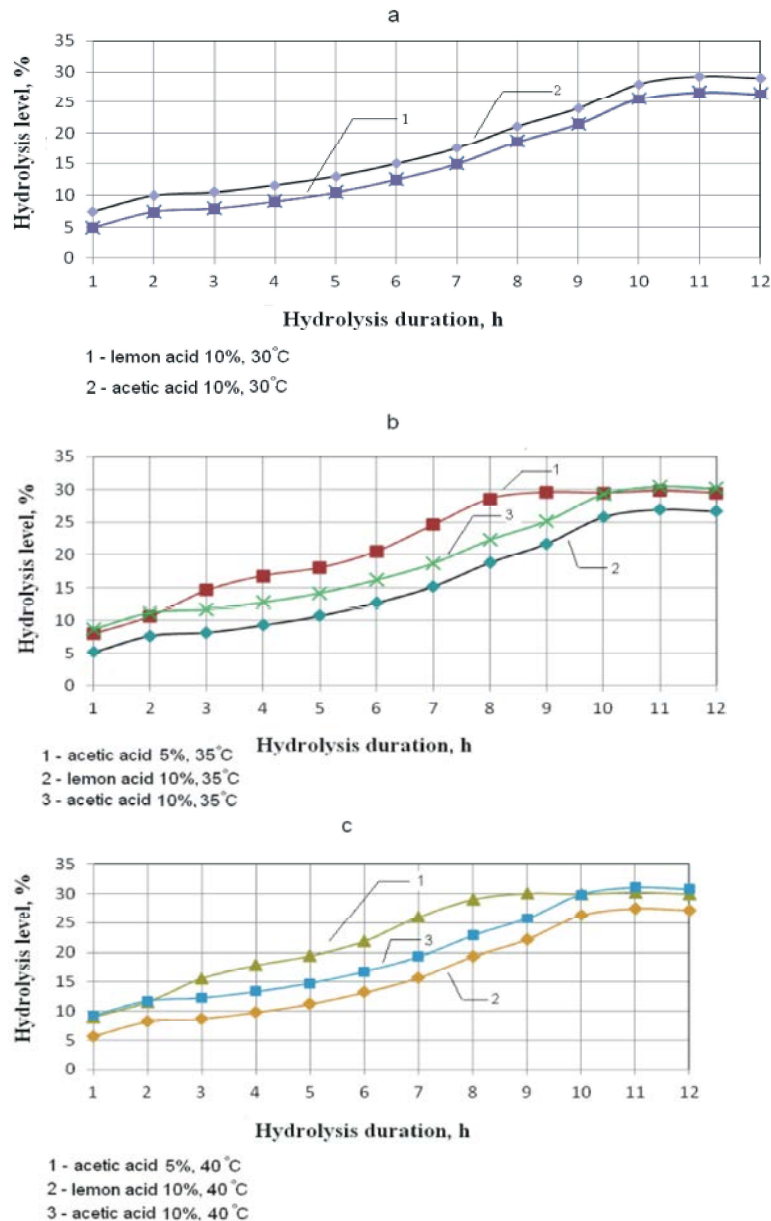 a
Hydrolysis level, %
35
30
25
20
15
10
5
0
1
2
1 2 3 4 5 6 7 8 9 10 11 12
Hydrolysis duration, h
1 - lemon acid 10%, 30°C
2 - acetic acid 10%, 30°C
b
Hydrolysis level, %
35
30
25
20
15
10
5
0
1
3
2
1 2 3 4 5 6 7 8 9 10 11 12
Hydrolysis duration, h
1 - acetic acid 5%, 35°C
2 - lemon acid 10%, 35°C
3 - acetic acid 10%, 35°C
c
Hydrolysis level, %
35
30
25
20
15
10
5
0
1
3
2
1 2 3 4 5 6 7 8 9 10 11 12
Hydrolysis duration, h
1 - acetic acid 5%, 40°C
2 - lemon acid 10%, 40°C
3 - acetic acid 10%, 40°C